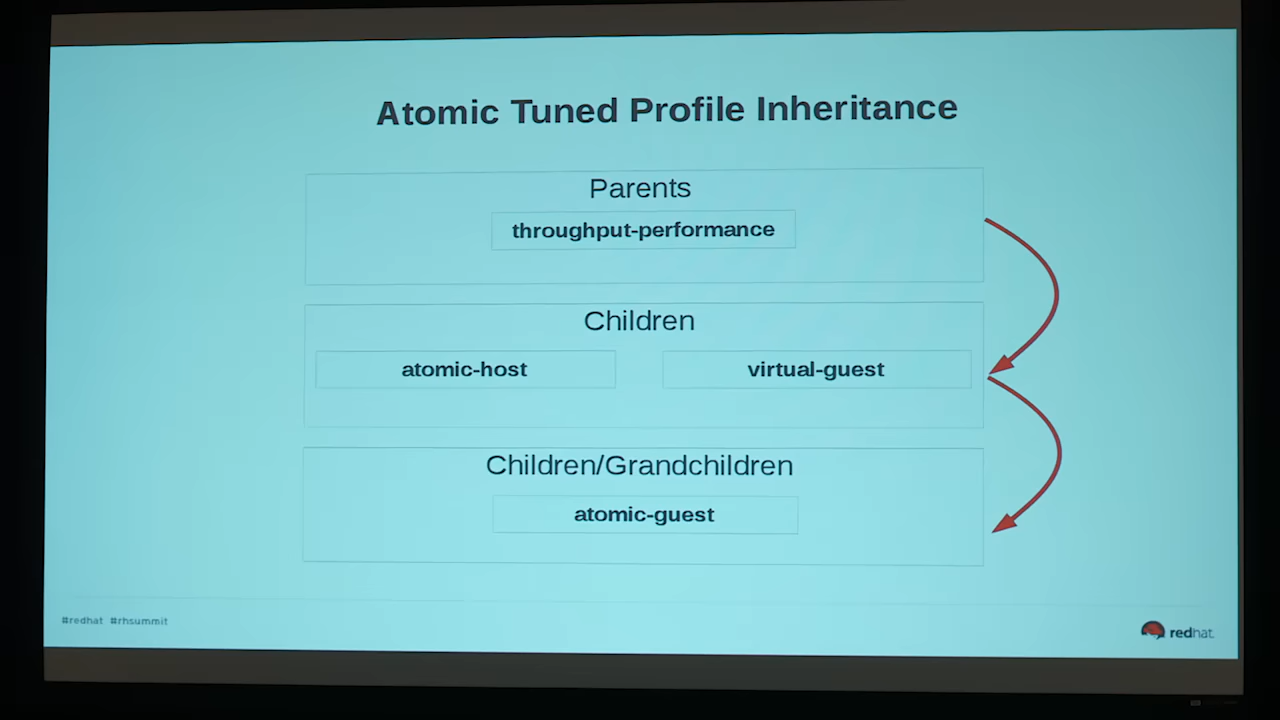 Atomic Tuned Profile Inheritance
Parents
throughput-performance
Children
atomic-host
virtual-guest
Children/Grandchildren
atomic-guest
#redhat #rhsummit
redhat.